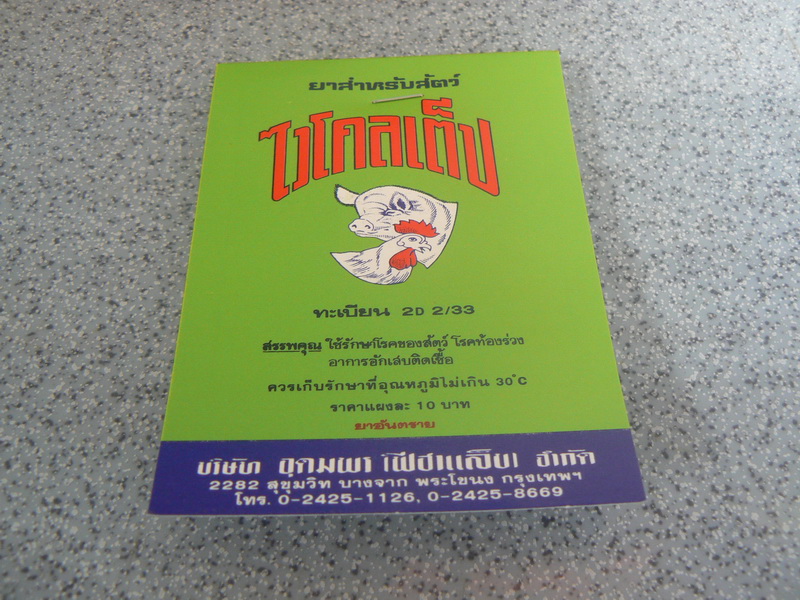 ยาสำหรับสัตว์
ไวโคลเต็ป
ทะเบียน 2D 2/33
สรรพคุณ ใช้รักษาโรคของสัตว์ โรคท้องร่วง
อาการอักเสบติดเชื้อ
ควรเก็บรักษาที่อุณหภูมิไม่เกิน 30°C
ราคาแผงละ 10 บาท
ยาอันตราย
บริษัท อุดมพร เฟียแม่เซีย จำกัด
2282 สุขุมวิท บางจาก พระโขนง กรุงเทพฯ
โทร. 0-2425-1126, 0-2425-8669